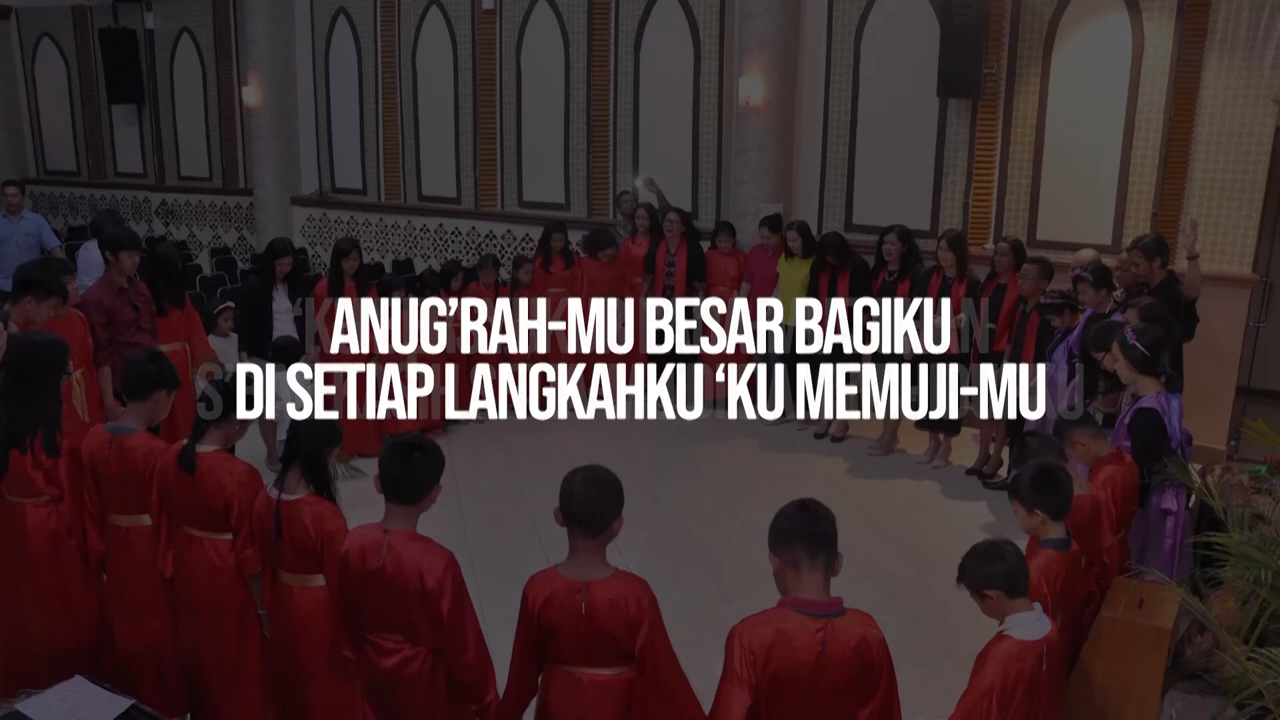 ANUG’RAH-MU BESAR BAGIKU
DI SETIAP LANGKAHKU ‘KU MEMUJI-MU